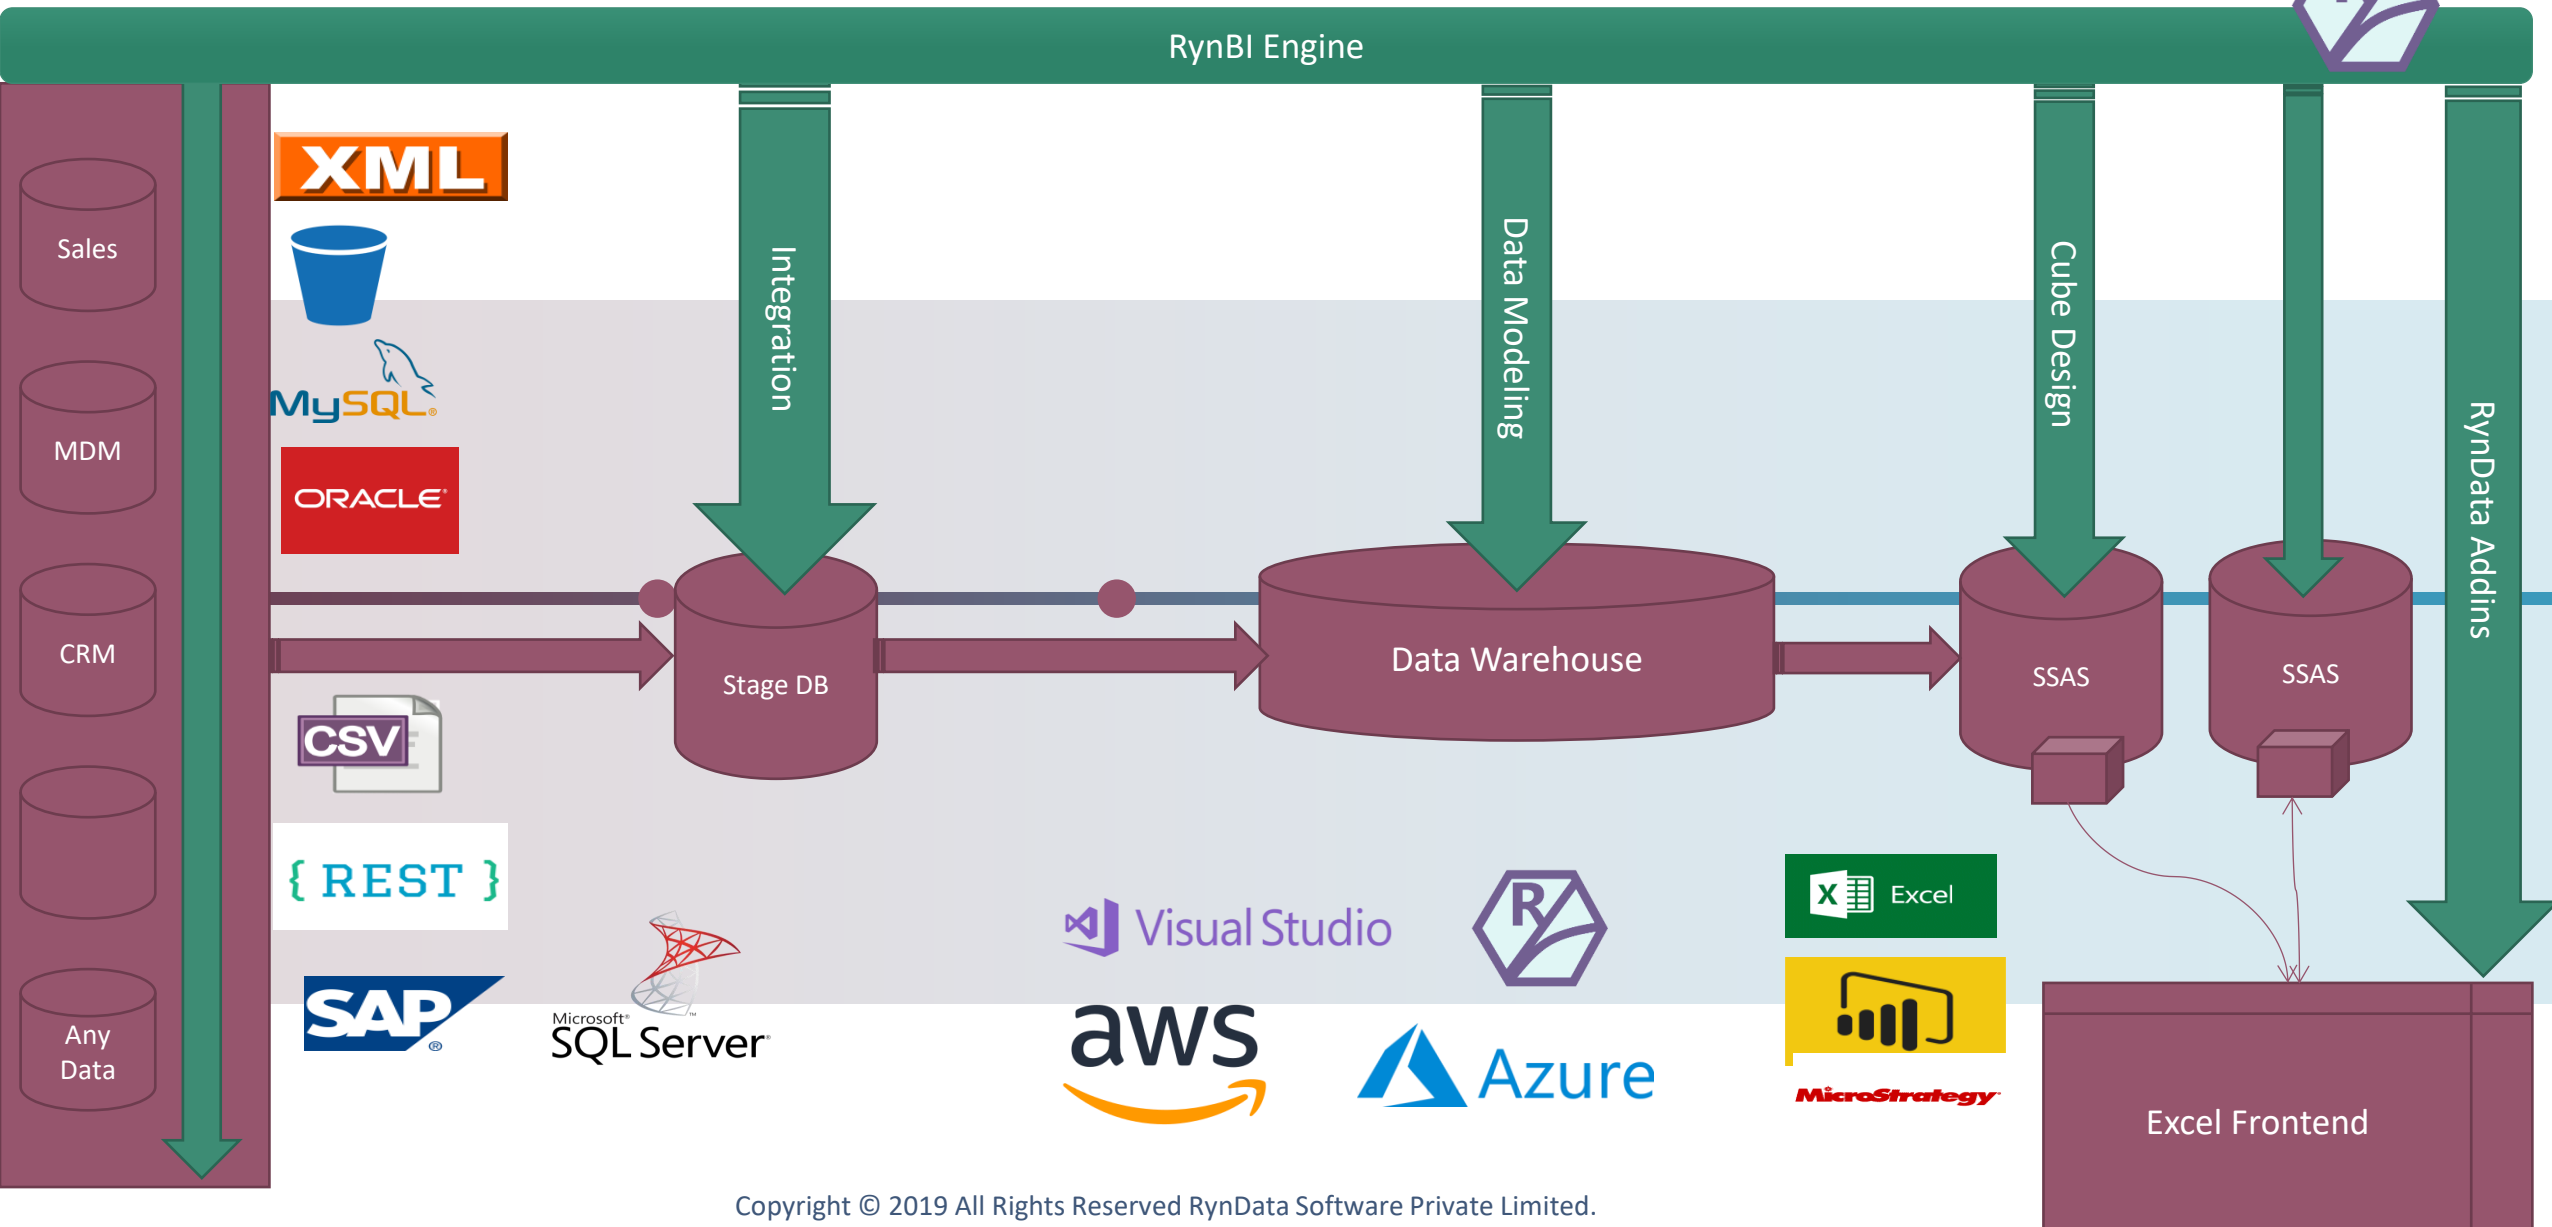 RynBI Engine
Sales
MDM
CRM
Any
Data
XML
MySQL®
ORACLE®
CSV
{ REST }
SAP®
Integration
Stage DB
Microsoft®
SQL Server®
Data Modeling
Data Warehouse
Visual Studio
R
aws
Azure
Cube Design
SSAS
SSAS
RynData Addins
X Excel
MicroStrategy
Excel Frontend
Copyright © 2019 All Rights Reserved RynData Software Private Limited.